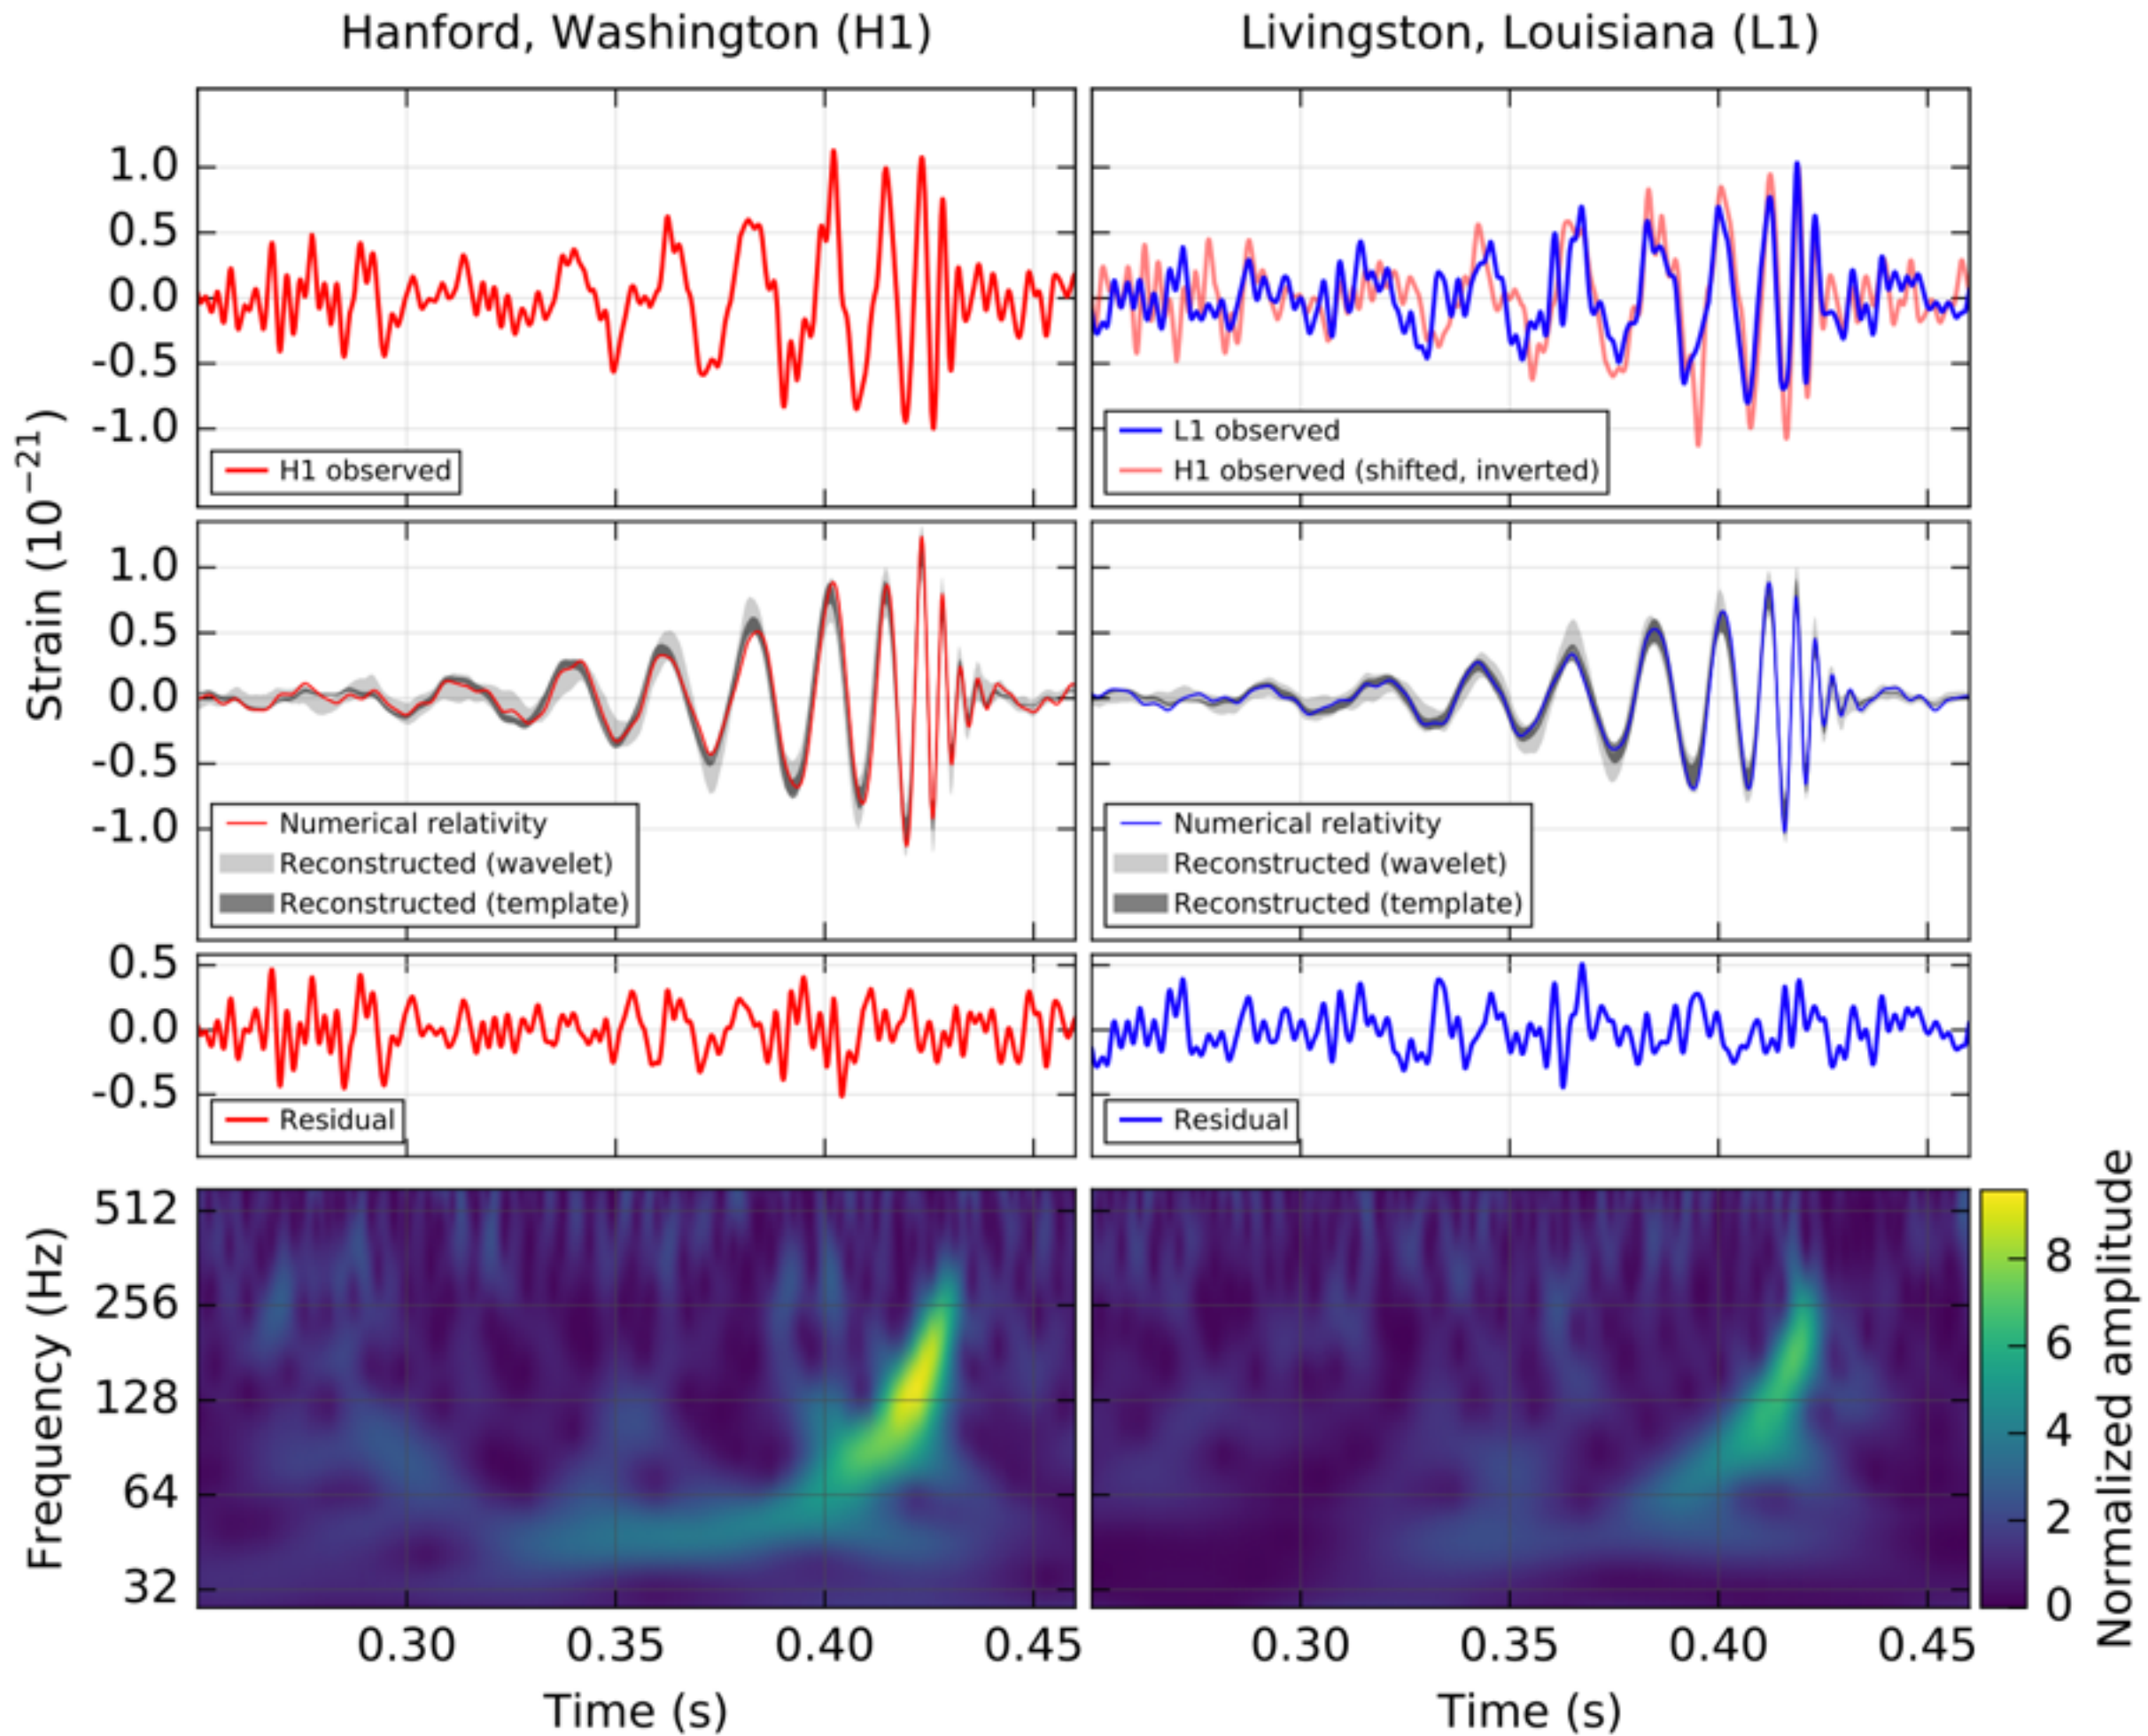 Hanford, Washington (H1)
Livingston, Louisiana (L1)
Strain (10⁻²¹)
1.0
0.5
0.0
-0.5
-1.0
H1 observed
L1 observed
H1 observed (shifted, inverted)
1.0
0.5
0.0
-0.5
-1.0
Numerical relativity
Reconstructed (wavelet)
Reconstructed (template)
Numerical relativity
Reconstructed (wavelet)
Reconstructed (template)
0.5
0.0
-0.5
Residual
Residual
Frequency (Hz)
512
256
128
64
32
Normalized amplitude
8
6
4
2
0
0.30 0.35 0.40 0.45
0.30 0.35 0.40 0.45
Time (s)
Time (s)